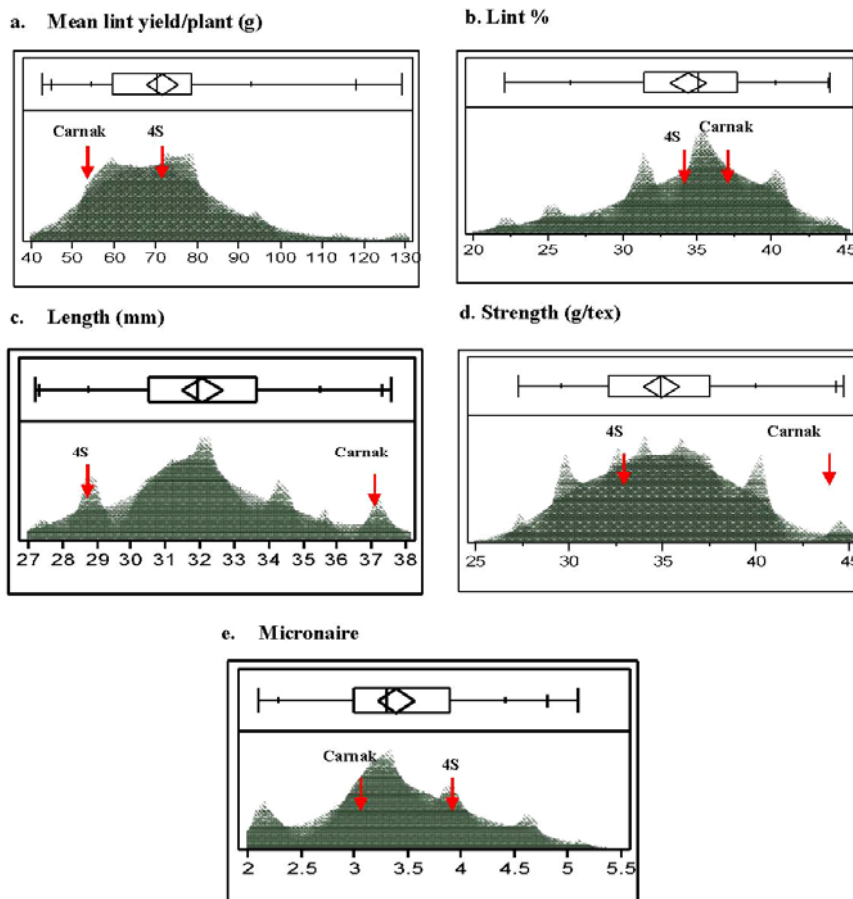 a. Mean lint yield/plant (g)
b. Lint %
Carnak
4S
4S
Carnak
40 50 60 70 80 90 100 110 120 130
20 25 30 35 40 45
c. Length (mm)
d. Strength (g/tex)
4S
Carnak
4S
Carnak
27 28 29 30 31 32 33 34 35 36 37 38
25 30 35 40 45
e. Micronaire
Carnak
4S
2 2.5 3 3.5 4 4.5 5 5.5